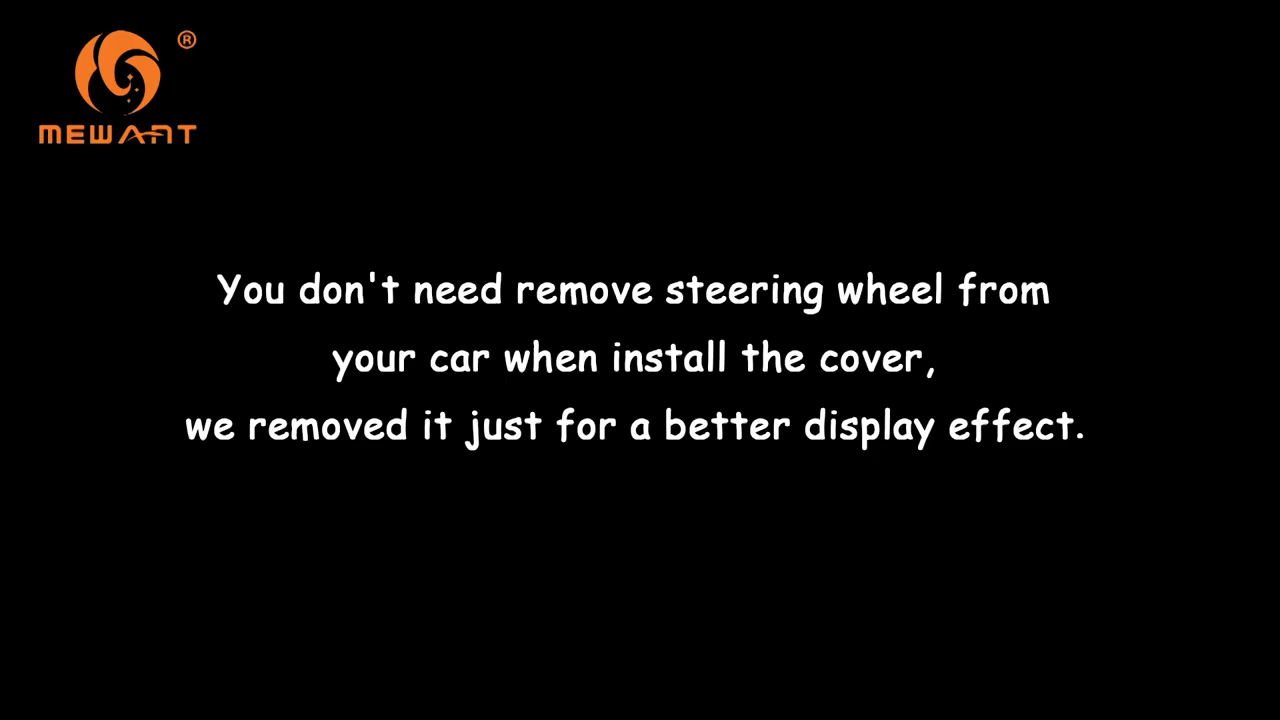 ®
MEWANT
You don't need remove steering wheel from
your car when install the cover,
we removed it just for a better display effect.